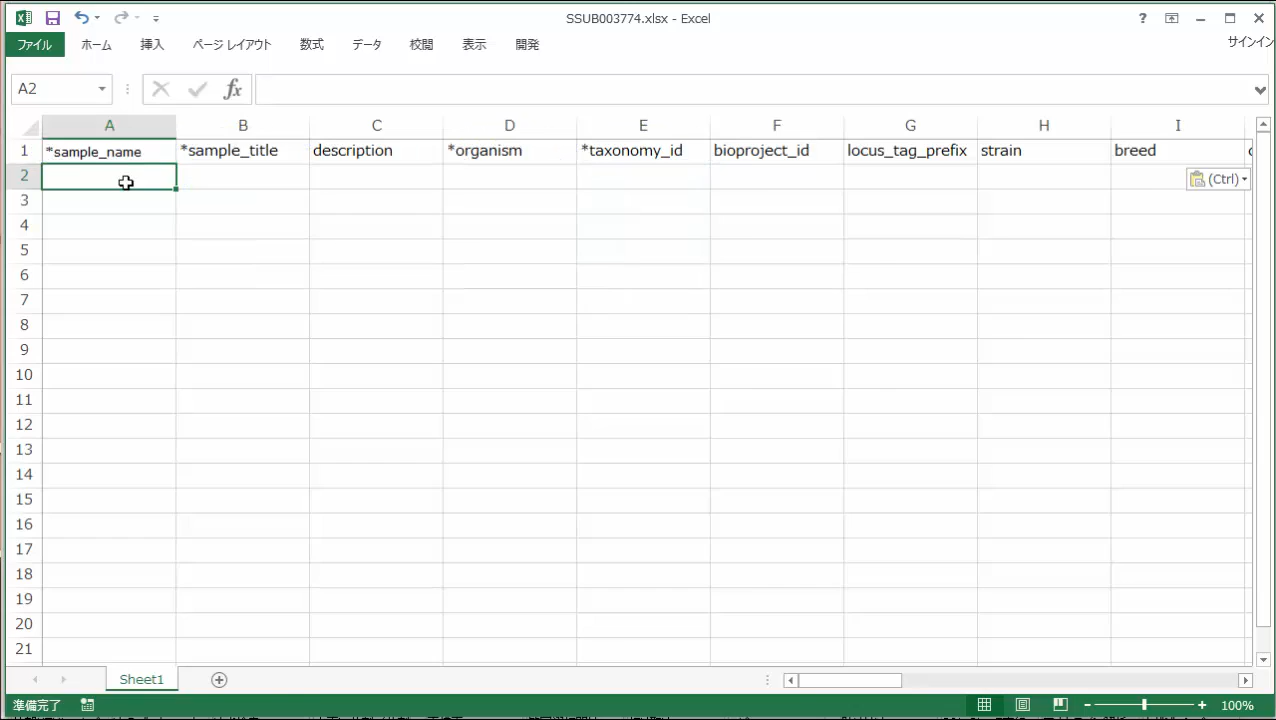 SSUB003774.xlsx - Excel
?
サインイン
ファイル ホーム 挿入 ページ レイアウト 数式 データ 校閲 表示 開発
A2 fx
A B C D E F G H I
1 *sample_name *sample_title description *organism *taxonomy_id bioproject_id locus_tag_prefix strain breed
2 (Ctrl)
3
4
5
6
7
8
9
10
11
12
13
14
15
16
17
18
19
20
21
Sheet1
準備完了 100%